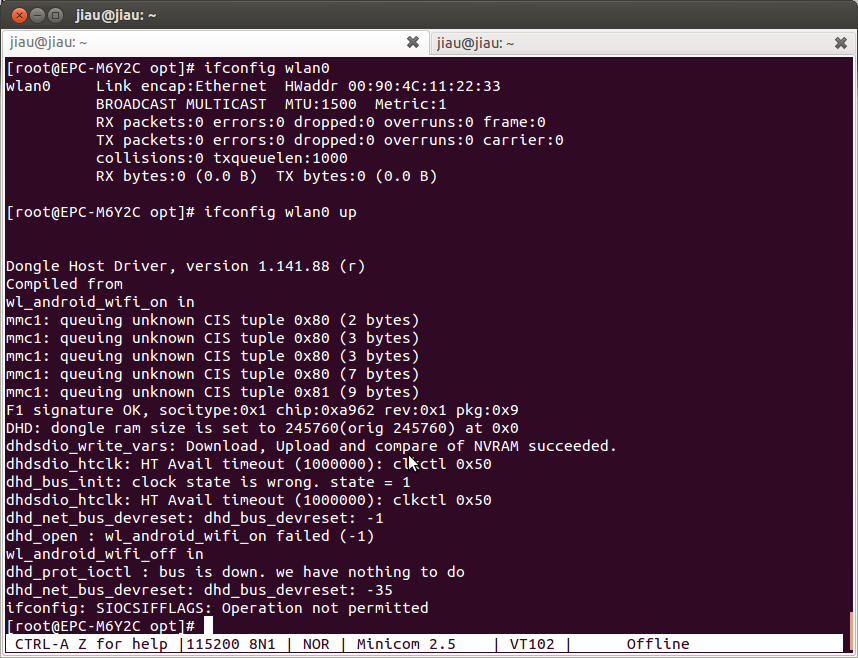 jiau@jiau: ~
jiau@jiau: ~
jiau@jiau: ~
[root@EPC-M6Y2C opt]# ifconfig wlan0
wlan0     Link encap:Ethernet  HWaddr 00:90:4C:11:22:33
          BROADCAST MULTICAST  MTU:1500  Metric:1
          RX packets:0 errors:0 dropped:0 overruns:0 frame:0
          TX packets:0 errors:0 dropped:0 overruns:0 carrier:0
          collisions:0 txqueuelen:1000
          RX bytes:0 (0.0 B)  TX bytes:0 (0.0 B)
[root@EPC-M6Y2C opt]# ifconfig wlan0 up
Dongle Host Driver, version 1.141.88 (r)
Compiled from
wl_android_wifi_on in
mmc1: queuing unknown CIS tuple 0x80 (2 bytes)
mmc1: queuing unknown CIS tuple 0x80 (3 bytes)
mmc1: queuing unknown CIS tuple 0x80 (3 bytes)
mmc1: queuing unknown CIS tuple 0x80 (7 bytes)
mmc1: queuing unknown CIS tuple 0x81 (9 bytes)
F1 signature OK, socitype:0x1 chip:0xa962 rev:0x1 pkg:0x9
DHD: dongle ram size is set to 245760(orig 245760) at 0x0
dhdsdio_write_vars: Download, Upload and compare of NVRAM succeeded.
dhdsdio_htclk: HT Avail timeout (1000000): clkctl 0x50
dhd_bus_init: clock state is wrong. state = 1
dhdsdio_htclk: HT Avail timeout (1000000): clkctl 0x50
dhd_net_bus_devreset: dhd_bus_devreset: -1
dhd_open : wl_android_wifi_on failed (-1)
wl_android_wifi_off in
dhd_prot_ioctl : bus is down. we have nothing to do
dhd_net_bus_devreset: dhd_bus_devreset: -35
ifconfig: SIOCSIFFLAGS: Operation not permitted
[root@EPC-M6Y2C opt]#
CTRL-A Z for help |115200 8N1 | NOR | Minicom 2.5    | VT102 |      Offline